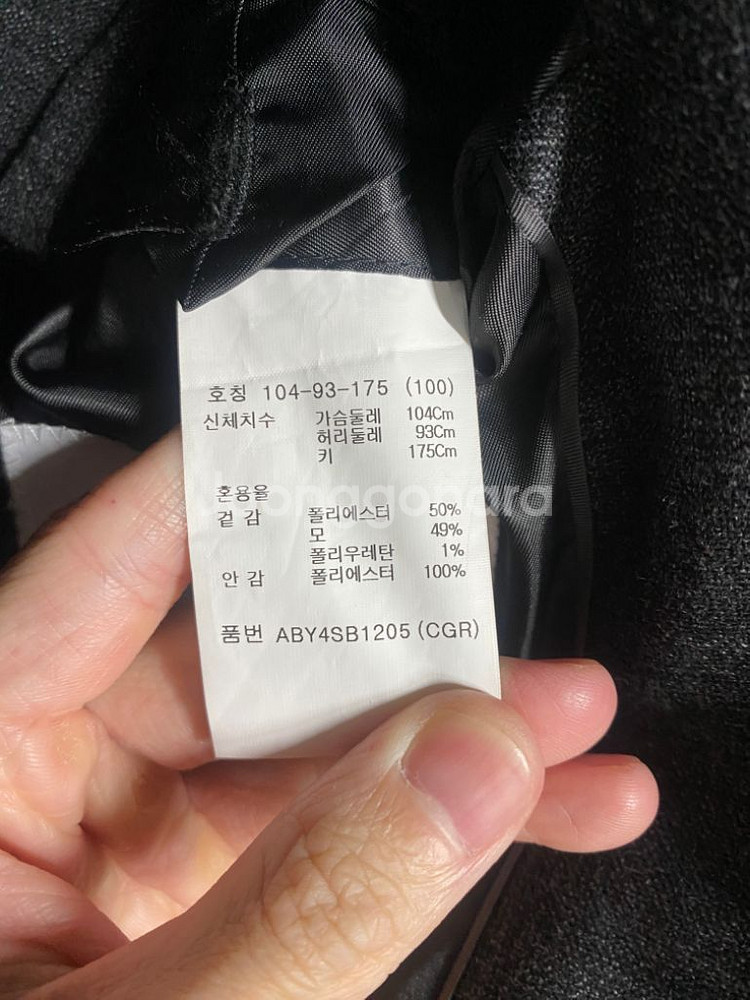 호칭 104-93-175 (100)
신체치수 가슴둘레 104Cm
허리둘레 93Cm
키 175Cm
혼용율
겉 감 폴리에스터 50%
모 49%
폴리우레탄 1%
안 감 폴리에스터 100%
품번 ABY4SB1205 (CGR)